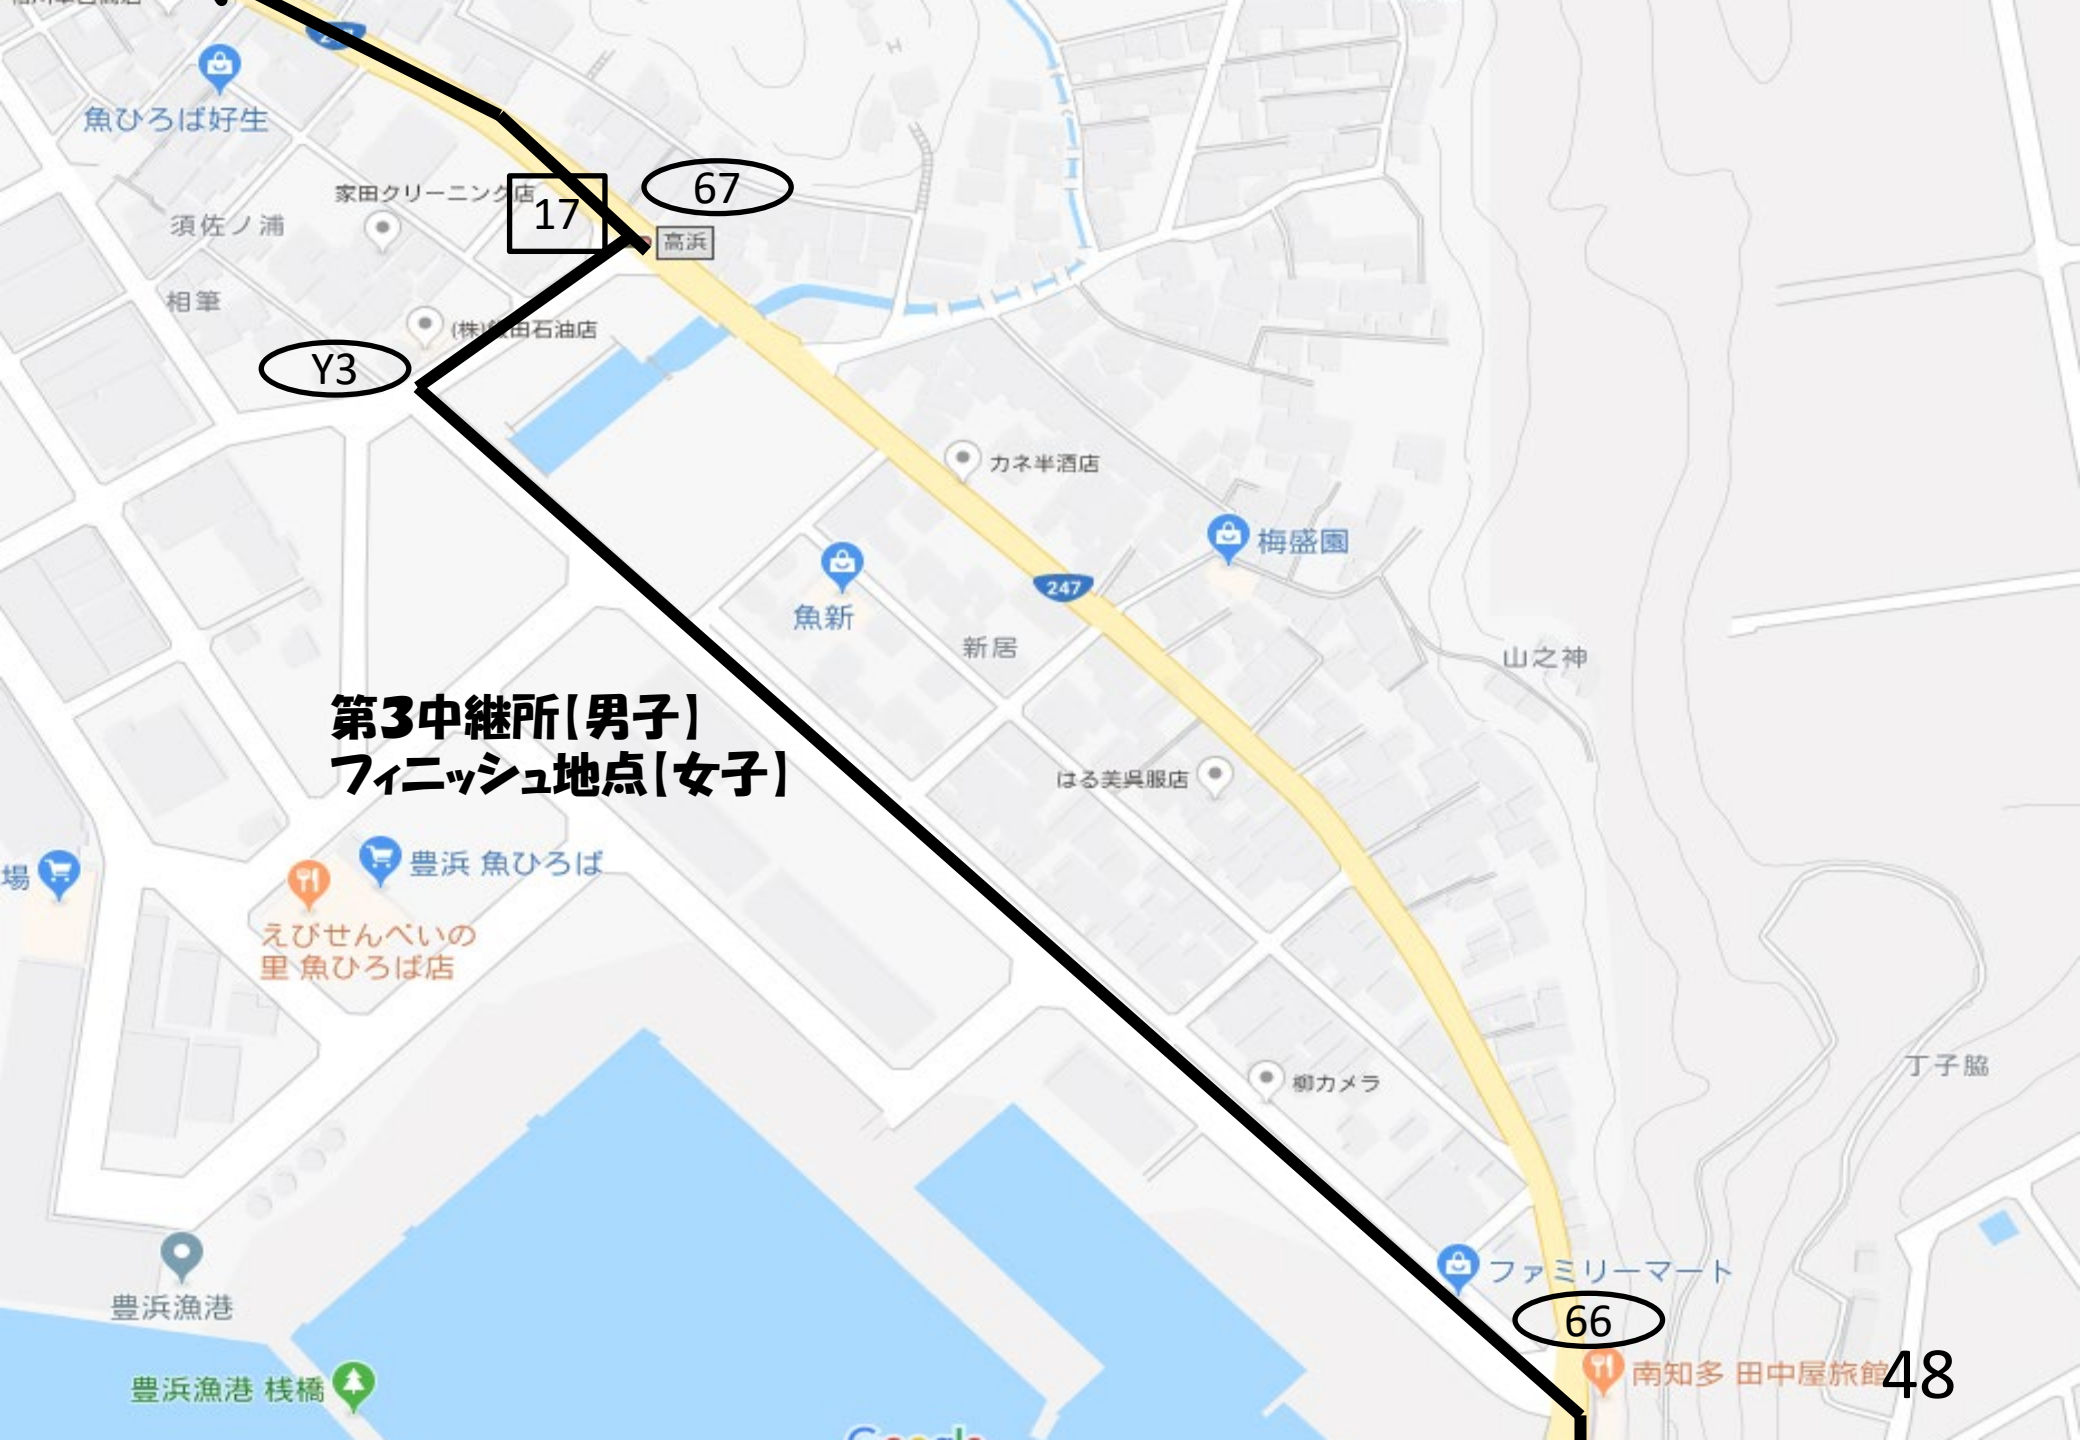 魚ひろば好生
67
家田クリーニング店
17
須佐ノ浦
高浜
相筆
Y3
カネ半酒店
梅盛園
247
魚新
新居
山之神
第3中継所【男子】
フィニッシュ地点【女子】
はる美呉服店
豊浜 魚ひろば
場
えびせんべいの
里 魚ひろば店
丁子脇
柳カメラ
ファミリーマート
豊浜漁港
66
南知多 田中屋旅館
48
豊浜漁港 桟橋